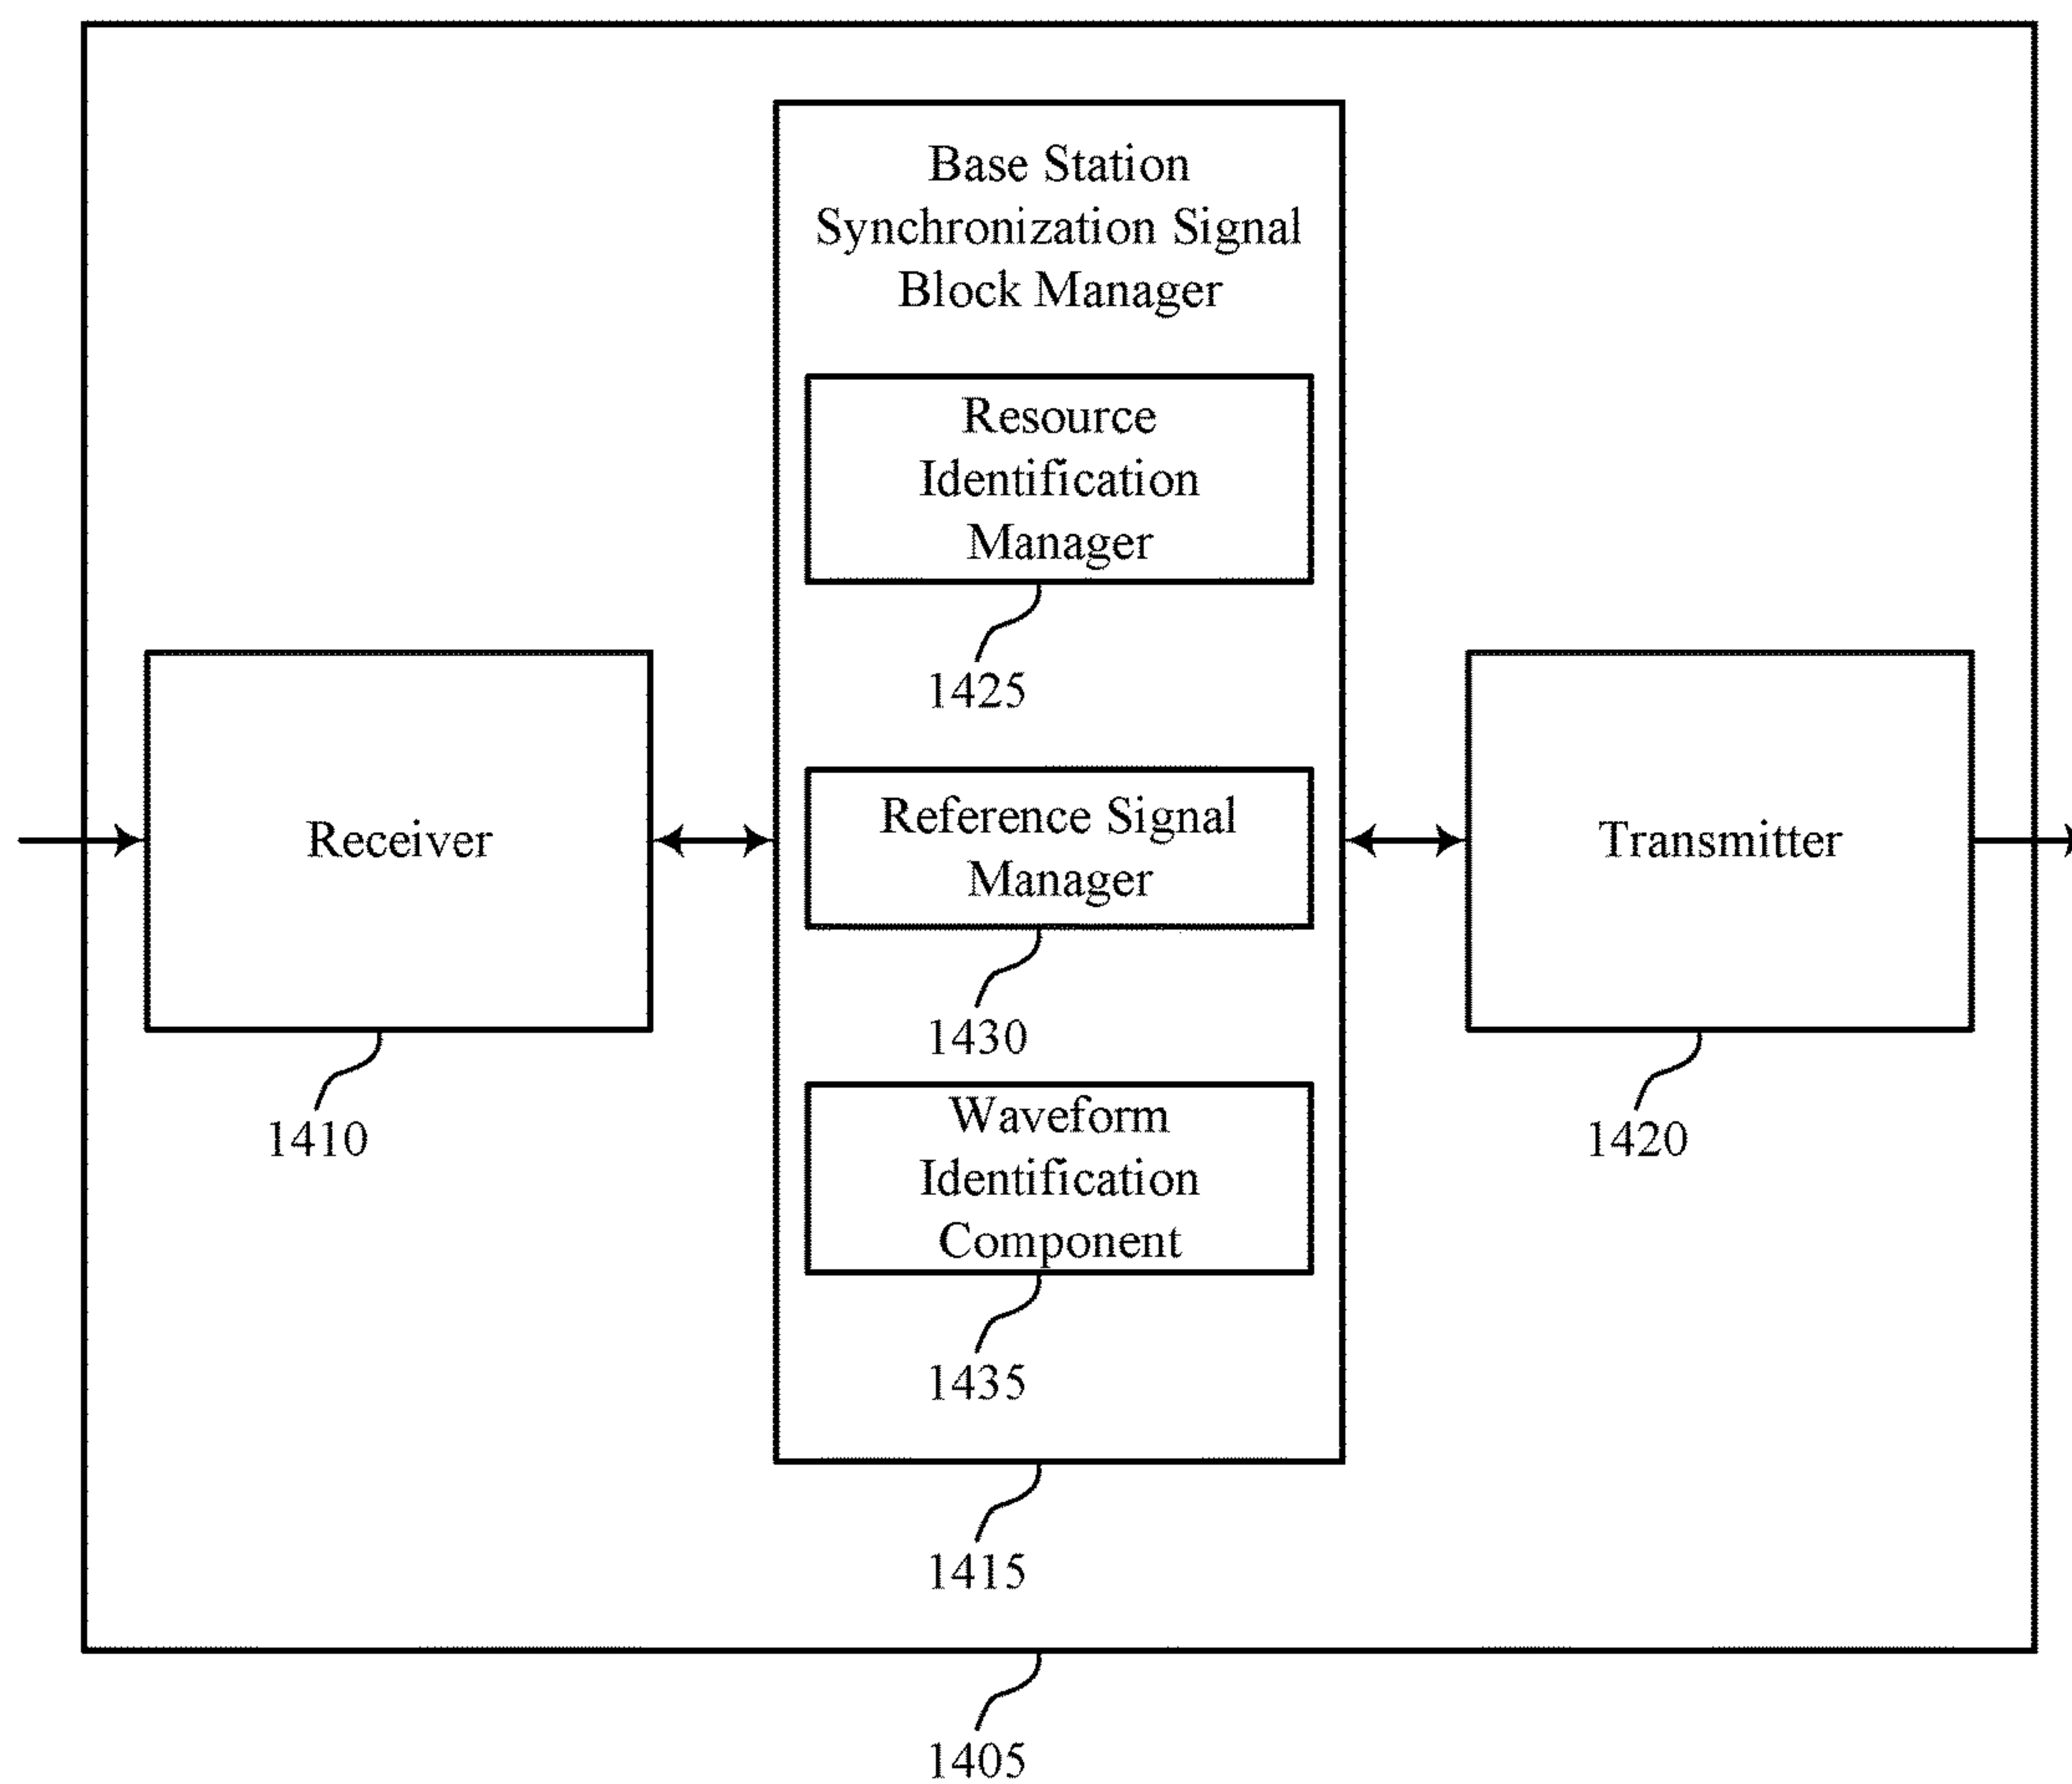 Base Station
Synchronization Signal
Block Manager
Resource
Identification
Manager
1425
Receiver
1410
Reference Signal
Manager
1430
Transmitter
1420
Waveform
Identification
Component
1435
1415
1405